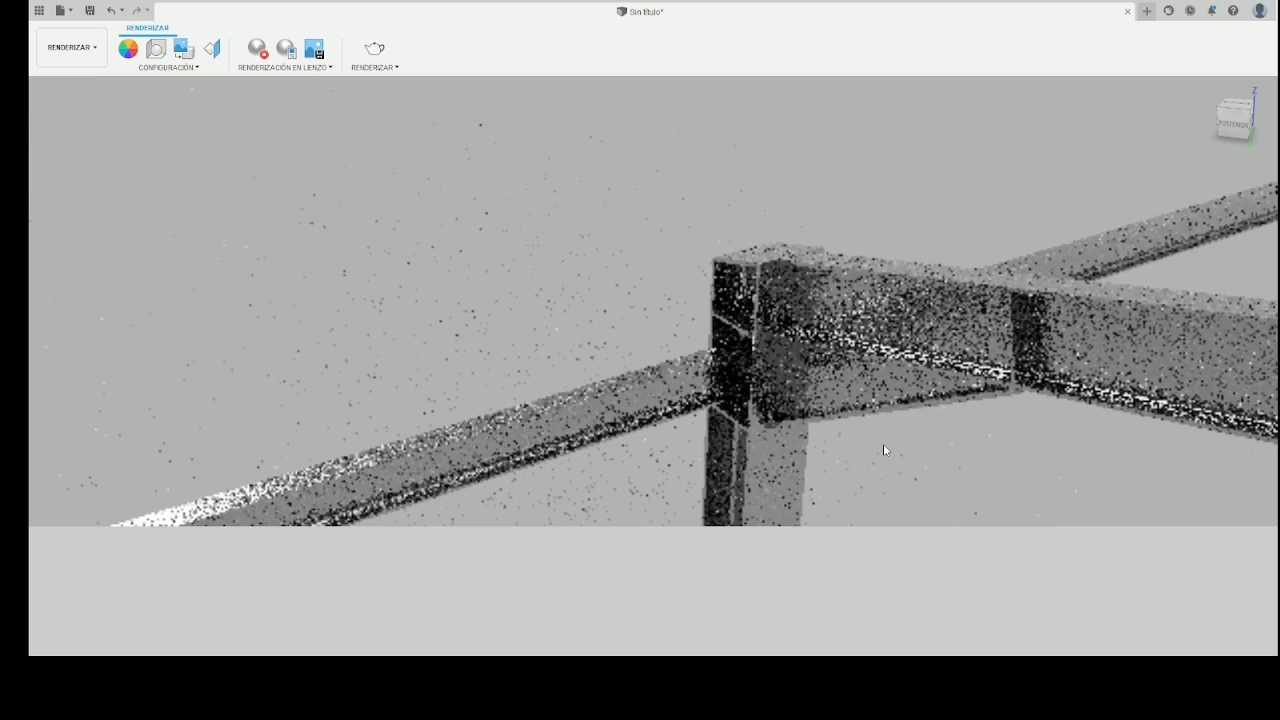 Sin título*
RENDERIZAR
RENDERIZAR
CONFIGURACIÓN
RENDERIZACIÓN EN LIENZO
RENDERIZAR
Z
POSTERIOR